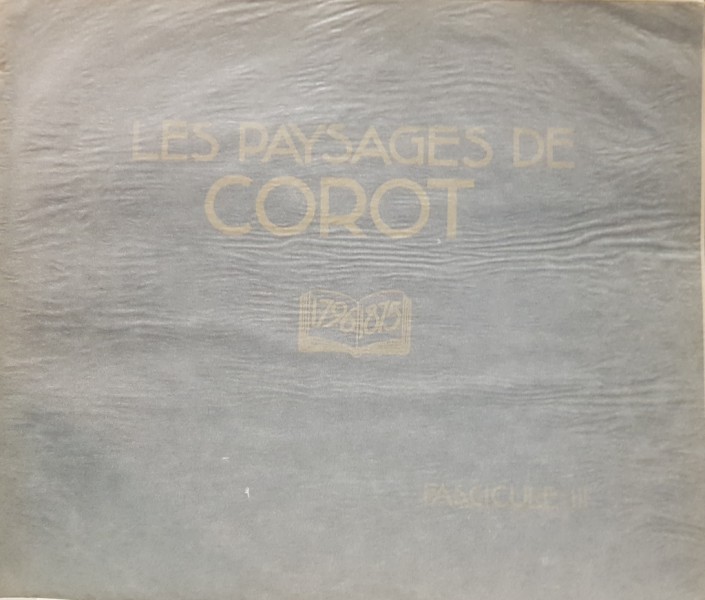 LES PAYSAGES DE
COROT
1796 1875
FASCICULE III